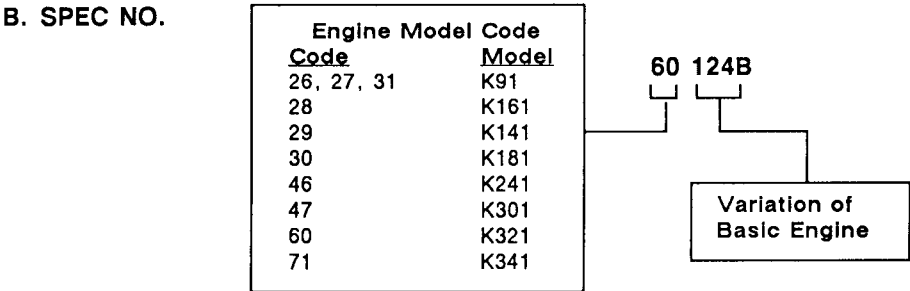 B. SPEC NO.
Engine Model Code
Code Model
26, 27, 31 K91
28 K161
29 K141
30 K181
46 K241
47 K301
60 K321
71 K341
60 124B
Variation of
Basic Engine